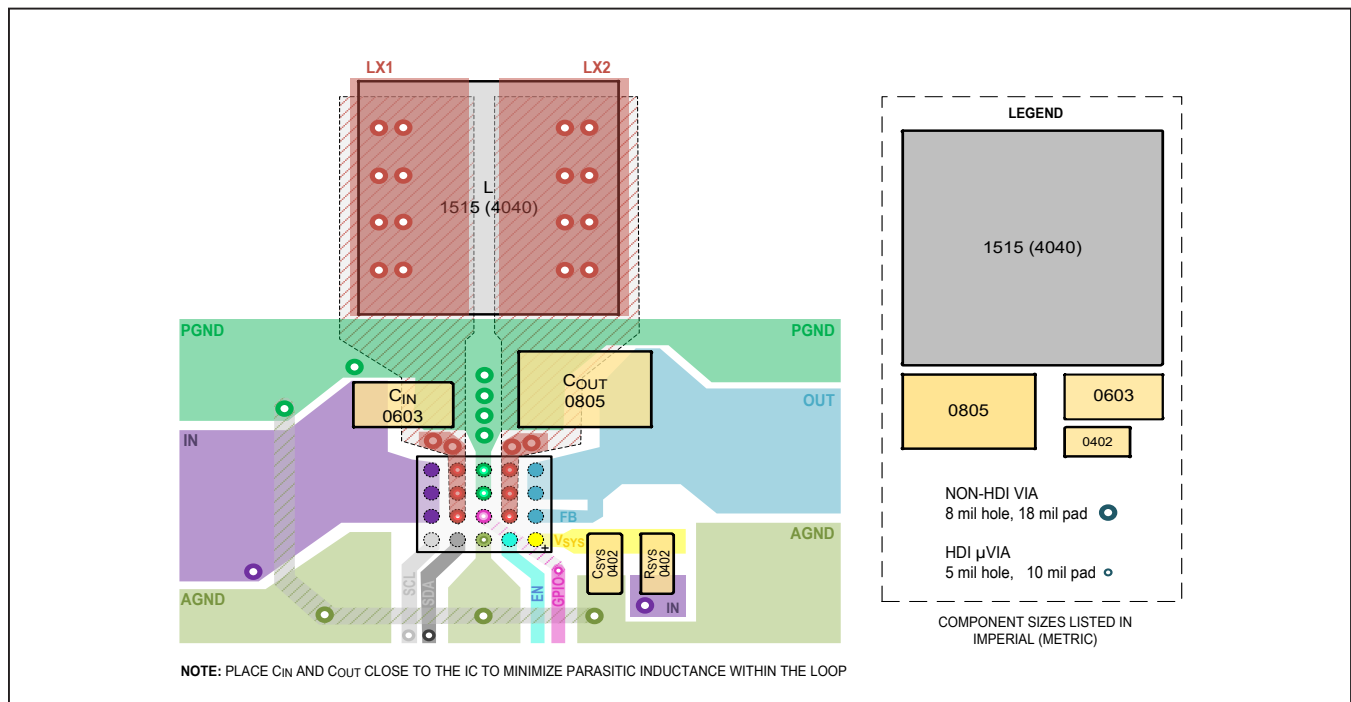 LX1
LX2
L
1515 (4040)
PGND
PGND
CIN
0603
COUT
0805
OUT
IN
FB
VSYS
+
AGND
CSYS
0402
RSYS
0402
SCL
SDA
EN
GPIO
IN
AGND
NOTE: PLACE CIN AND COUT CLOSE TO THE IC TO MINIMIZE PARASITIC INDUCTANCE WITHIN THE LOOP
LEGEND
1515 (4040)
0805
0603
0402
NON-HDI VIA
8 mil hole, 18 mil pad
HDI µVIA
5 mil hole, 10 mil pad
COMPONENT SIZES LISTED IN
IMPERIAL (METRIC)